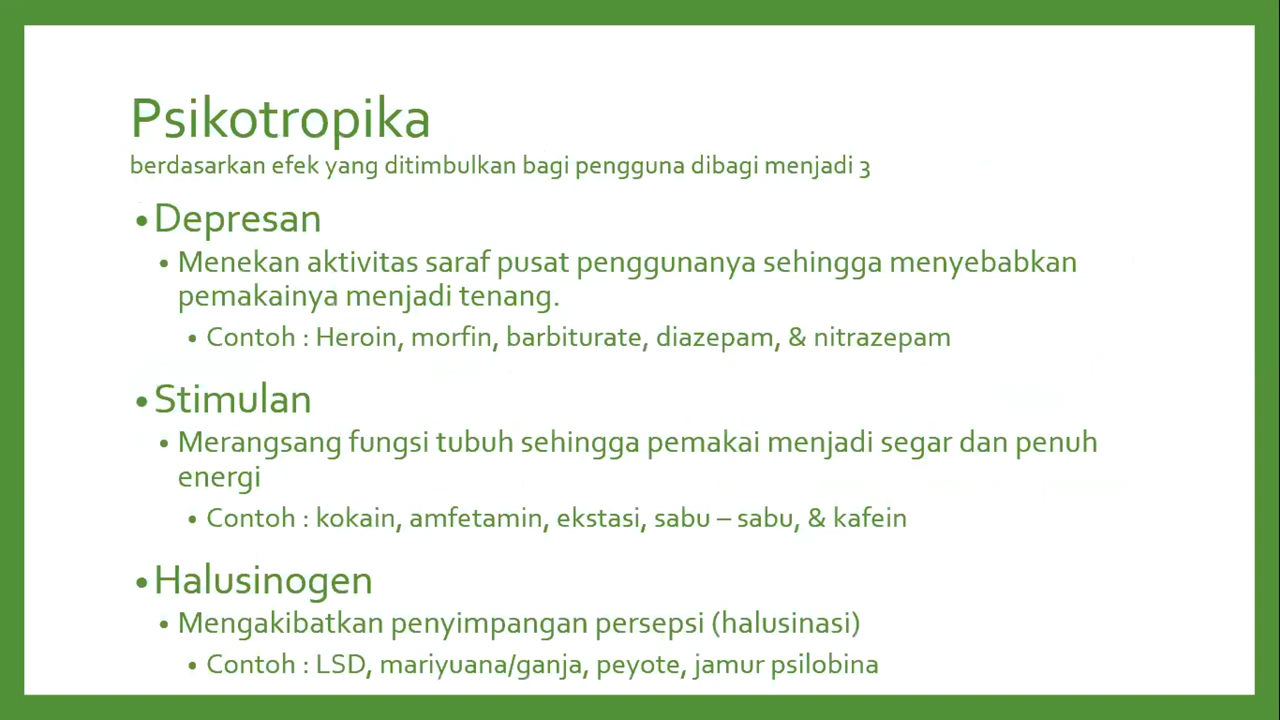 Psikotropika
berdasarkan efek yang ditimbulkan bagi pengguna dibagi menjadi 3
•Depresan
• Menekan aktivitas saraf pusat penggunanya sehingga menyebabkan
pemakainya menjadi tenang.
• Contoh : Heroin, morfin, barbiturate, diazepam, & nitrazepam
•Stimulan
• Merangsang fungsi tubuh sehingga pemakai menjadi segar dan penuh
energi
• Contoh : kokain, amfetamin, ekstasi, sabu – sabu, & kafein
•Halusinogen
• Mengakibatkan penyimpangan persepsi (halusinasi)
• Contoh : LSD, mariyuana/ganja, peyote, jamur psilobina